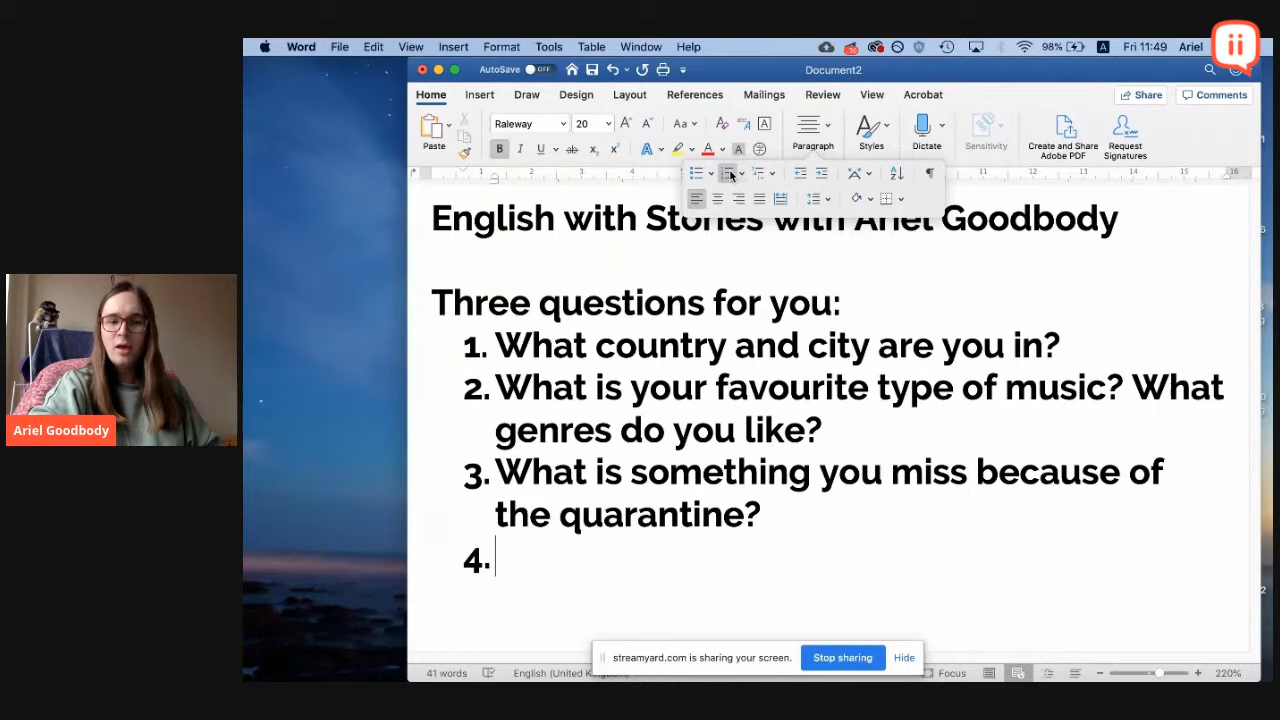 Word File Edit View Insert Format Tools Table Window Help 98% A Fri 11:49 Ariel
AutoSave OFF Document2
Home Insert Draw Design Layout References Mailings Review View Acrobat Share Comments
Raleway 20
Paste Paragraph Styles Dictate Sensitivity Create and Share Adobe PDF Request Signatures
English with Stories with Ariel Goodbody
Three questions for you:
1. What country and city are you in?
2. What is your favourite type of music? What
genres do you like?
3. What is something you miss because of
the quarantine?
4.
Ariel Goodbody
streamyard.com is sharing your screen. Stop sharing Hide
41 words English (United Focus 220%